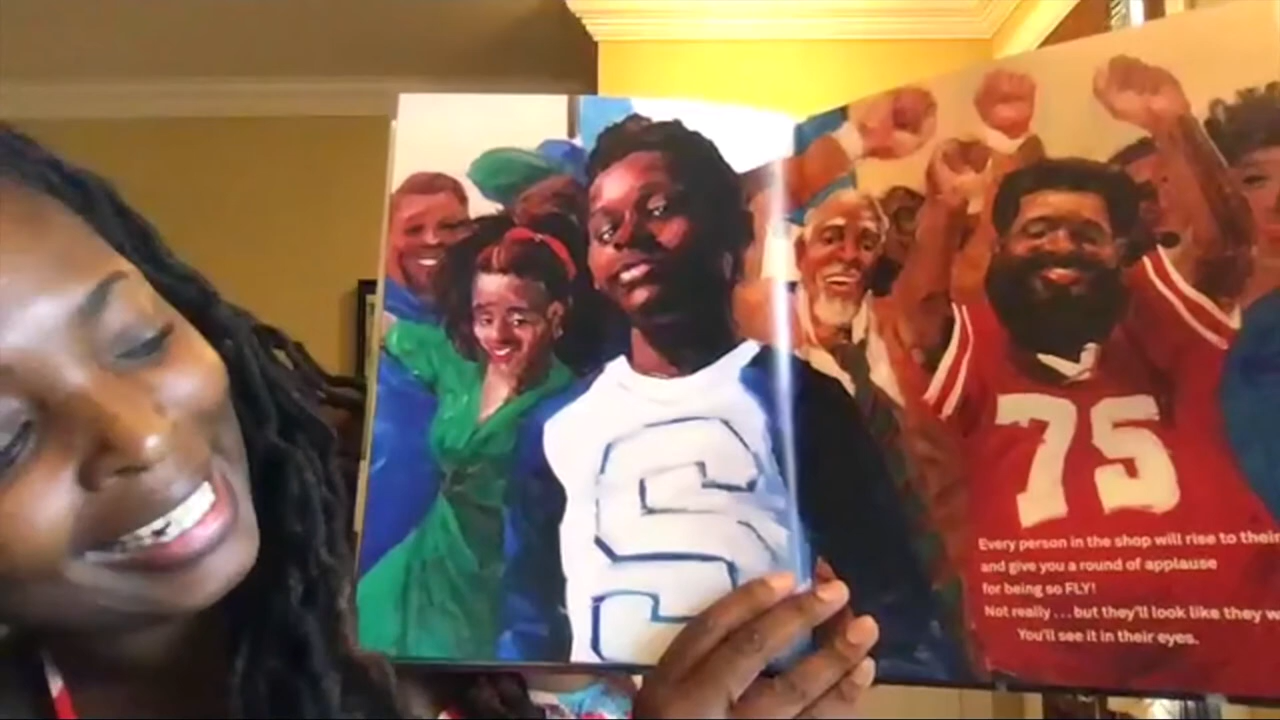 S
75
Every person in the shop will rise to their
and give you a round of applause
for being so FLY!
Not really . . . but they'll look like they w
You'll see it in their eyes.